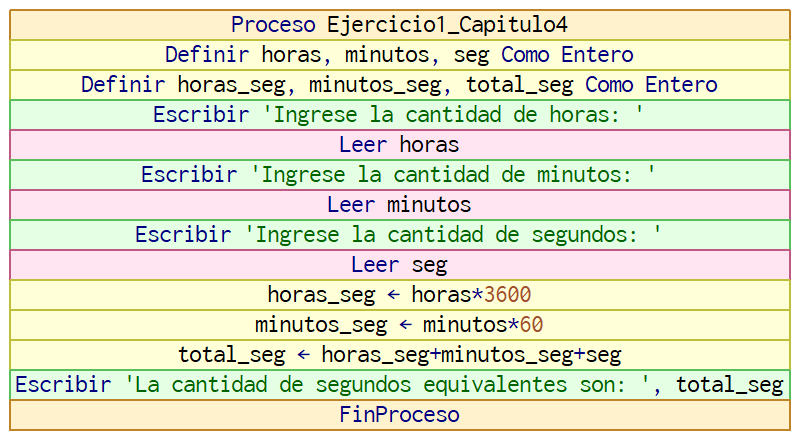 Proceso Ejercicio1_Capitulo4
Definir horas, minutos, seg Como Entero
Definir horas_seg, minutos_seg, total_seg Como Entero
Escribir 'Ingrese la cantidad de horas: '
Leer horas
Escribir 'Ingrese la cantidad de minutos: '
Leer minutos
Escribir 'Ingrese la cantidad de segundos: '
Leer seg
horas_seg ← horas*3600
minutos_seg ← minutos*60
total_seg ← horas_seg+minutos_seg+seg
Escribir 'La cantidad de segundos equivalentes son: ', total_seg
FinProceso